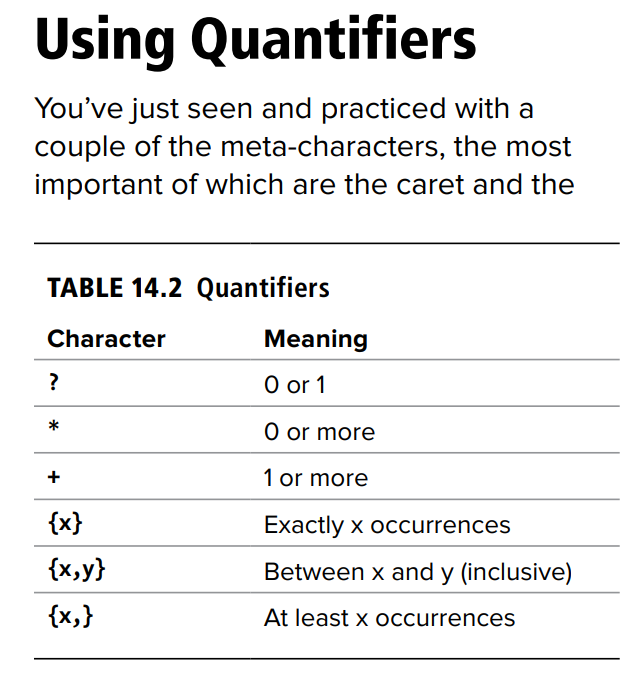 Using Quantifiers
You’ve just seen and practiced with a
couple of the meta-characters, the most
important of which are the caret and the
TABLE 14.2 Quantifiers
Character Meaning
? 0 or 1
* 0 or more
+ 1 or more
{x} Exactly x occurrences
{x,y} Between x and y (inclusive)
{x,} At least x occurrences